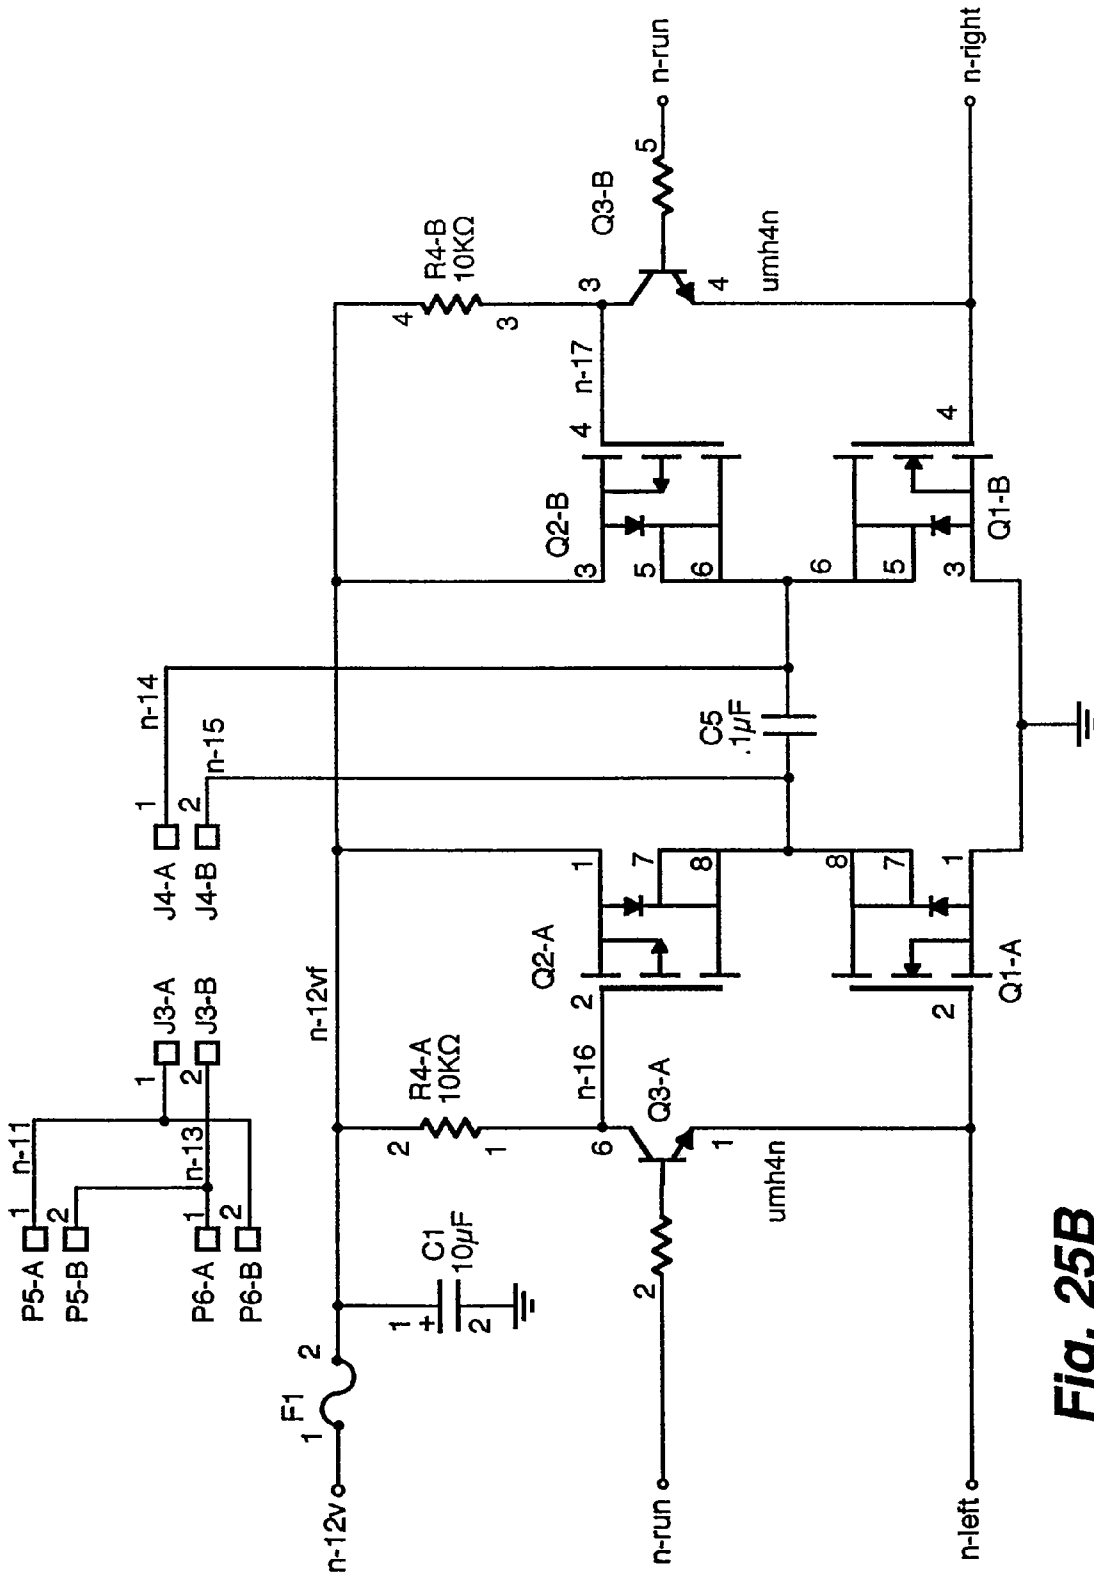 P5-A 1 n-11
P5-B 2
P6-A 1 n-13
P6-B 2
1 J3-A
2 J3-B
J4-A 1 n-14
J4-B 2 n-15
n-12v
1 F1 2
n-12vf
1 + C1
10µF
2
2 R4-A
10KΩ
1
4 R4-B
10KΩ
3
n-16
n-17
n-run
2
6 Q3-A
1
umh4n
Q2-A
1
2
7
8
Q1-A
8
7
1
2
C5
.1µF
Q2-B
3
4
5
6
Q1-B
6
5
3
4
3 Q3-B
4
5
umh4n
n-run
n-left
n-right
Fig. 25B